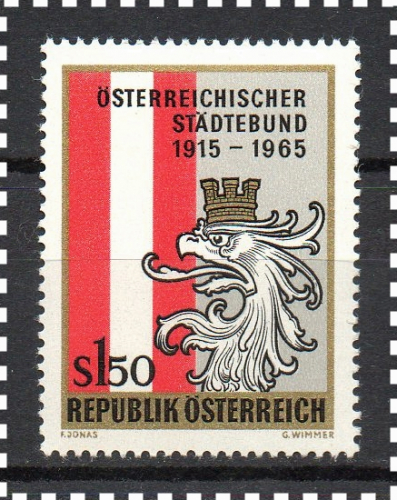 ÖSTERREICHISCHER
STÄDTEBUND
1915 – 1965
S1.50
REPUBLIK ÖSTERREICH
F. JONAS G. WIMMER